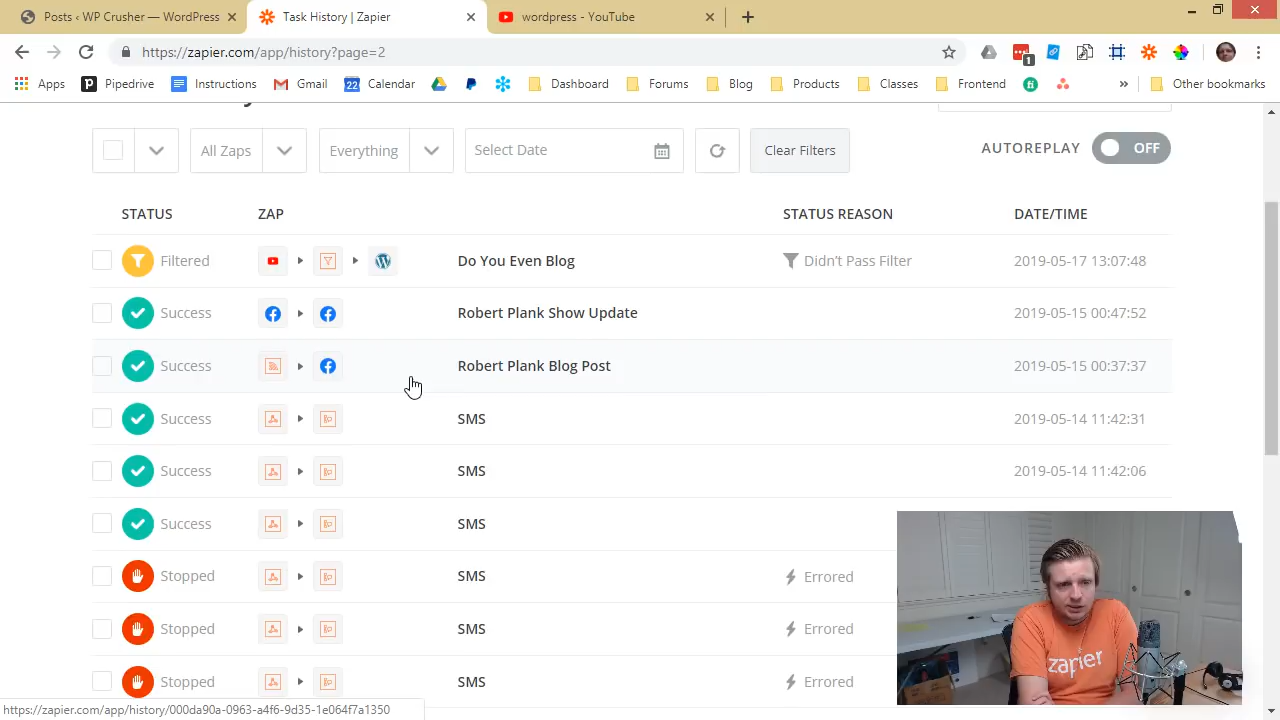 Posts ‹ WP Crusher — WordPress
Task History | Zapier
wordpress - YouTube
https://zapier.com/app/history?page=2
1
Apps
Pipedrive
Instructions
Gmail
22
Calendar
Dashboard
Forums
Blog
Products
Classes
Frontend
Other bookmarks
All Zaps
Everything
Select Date
Clear Filters
AUTOREPLAY
OFF
STATUS ZAP STATUS REASON DATE/TIME
Filtered Do You Even Blog Didn't Pass Filter 2019-05-17 13:07:48
Success Robert Plank Show Update 2019-05-15 00:47:52
Success Robert Plank Blog Post 2019-05-15 00:37:37
Success SMS 2019-05-14 11:42:31
Success SMS 2019-05-14 11:42:06
Success SMS
Stopped SMS Errored
Stopped SMS Errored
Stopped SMS Errored
zapier
https://zapier.com/app/history/000da890a-0963-a4f6-9d35-1e064f7a1350